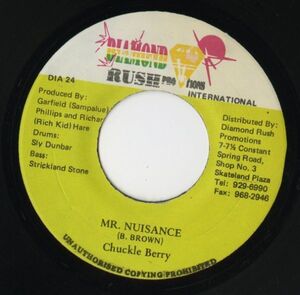 DIAMOND
RUSH PRO TIONS
INTERNATIONAL
DIA 24
Produced By:
Garfield (Sampalue)
Phillips and Richar
(Rich Kid) Hare
Drums:
Sly Dunbar
Bass:
Strickland Stone
Distributed By:
Diamond Rush
Promotions
7-7½ Constant
Spring Road,
Shop No. 3
Skateland Plaza
Tel: 929-6990
Fax: 968-2946
MR. NUISANCE
(B. BROWN)
Chuckle Berry
UNAUTHORISED COPYING PROHIBITED